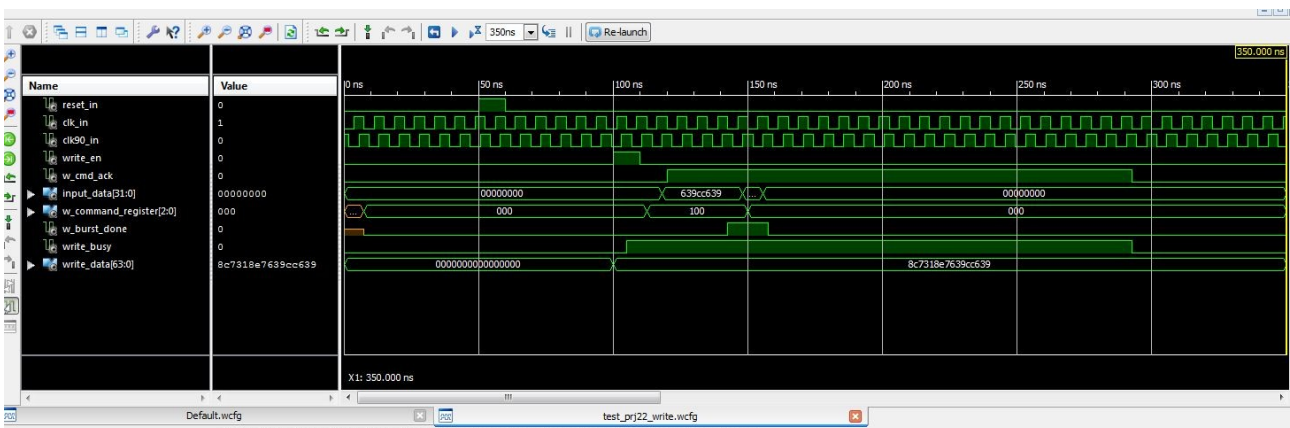 350ns Re-launch
350.000 ns
Name Value 0 ns 50 ns 100 ns 150 ns 200 ns 250 ns 300 ns
reset_in 0
clk_in 1
clk90_in 0
write_en 0
w_cmd_ack 0
input_data[31:0] 00000000 00000000 639cc639 ... 00000000
w_command_register[2:0] 000 ... 000 100 000
w_burst_done 0
write_busy 0
write_data[63:0] 8c7318e7639cc639 0000000000000000 8c7318e7639cc639
X1: 350.000 ns
Default.wcfg test_prj22_write.wcfg